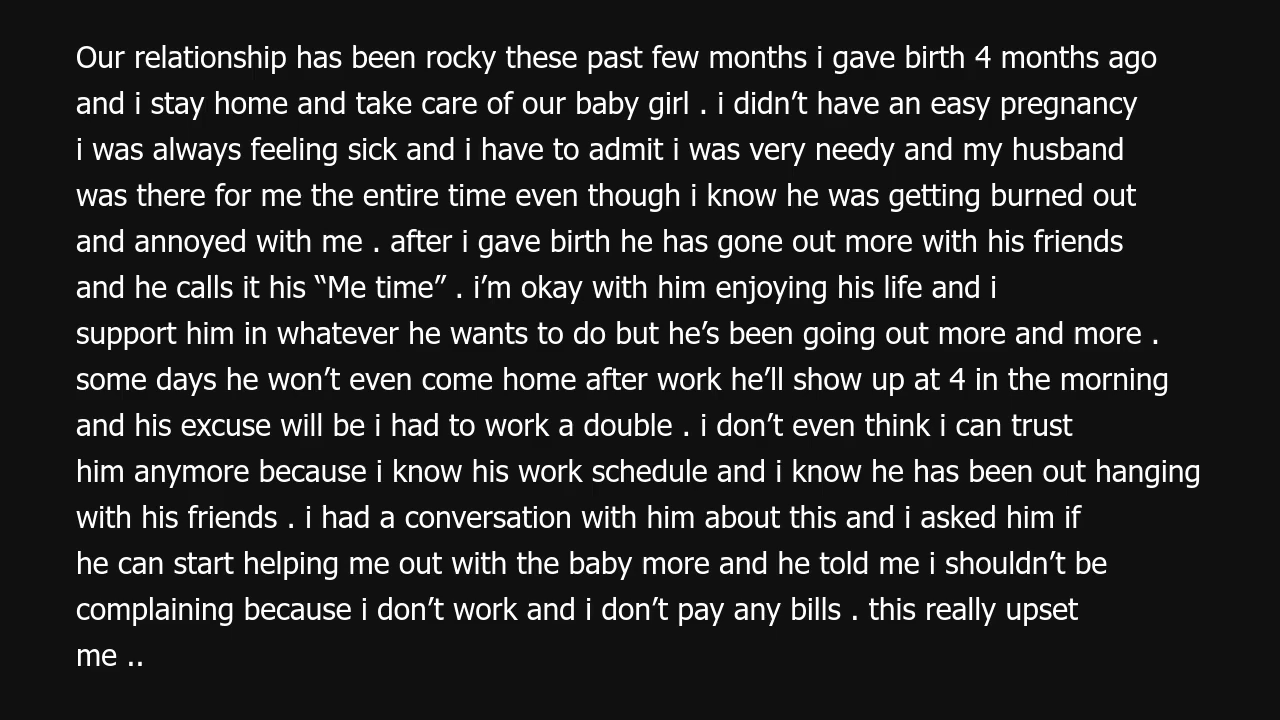 Our relationship has been rocky these past few months i gave birth 4 months ago
and i stay home and take care of our baby girl . i didn’t have an easy pregnancy
i was always feeling sick and i have to admit i was very needy and my husband
was there for me the entire time even though i know he was getting burned out
and annoyed with me . after i gave birth he has gone out more with his friends
and he calls it his “Me time” . i’m okay with him enjoying his life and i
support him in whatever he wants to do but he’s been going out more and more .
some days he won’t even come home after work he’ll show up at 4 in the morning
and his excuse will be i had to work a double . i don’t even think i can trust
him anymore because i know his work schedule and i know he has been out hanging
with his friends . i had a conversation with him about this and i asked him if
he can start helping me out with the baby more and he told me i shouldn’t be
complaining because i don’t work and i don’t pay any bills . this really upset
me ..